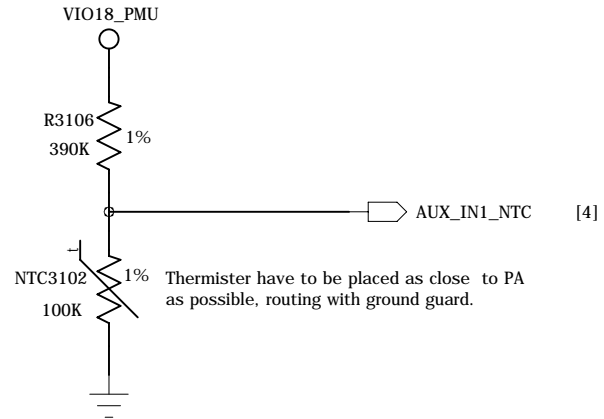 VIO18_PMU
R3106
390K
1%
AUX_IN1_NTC [4]
t
NTC3102
100K
1%
Thermister have to be placed as close to PA
as possible, routing with ground guard.